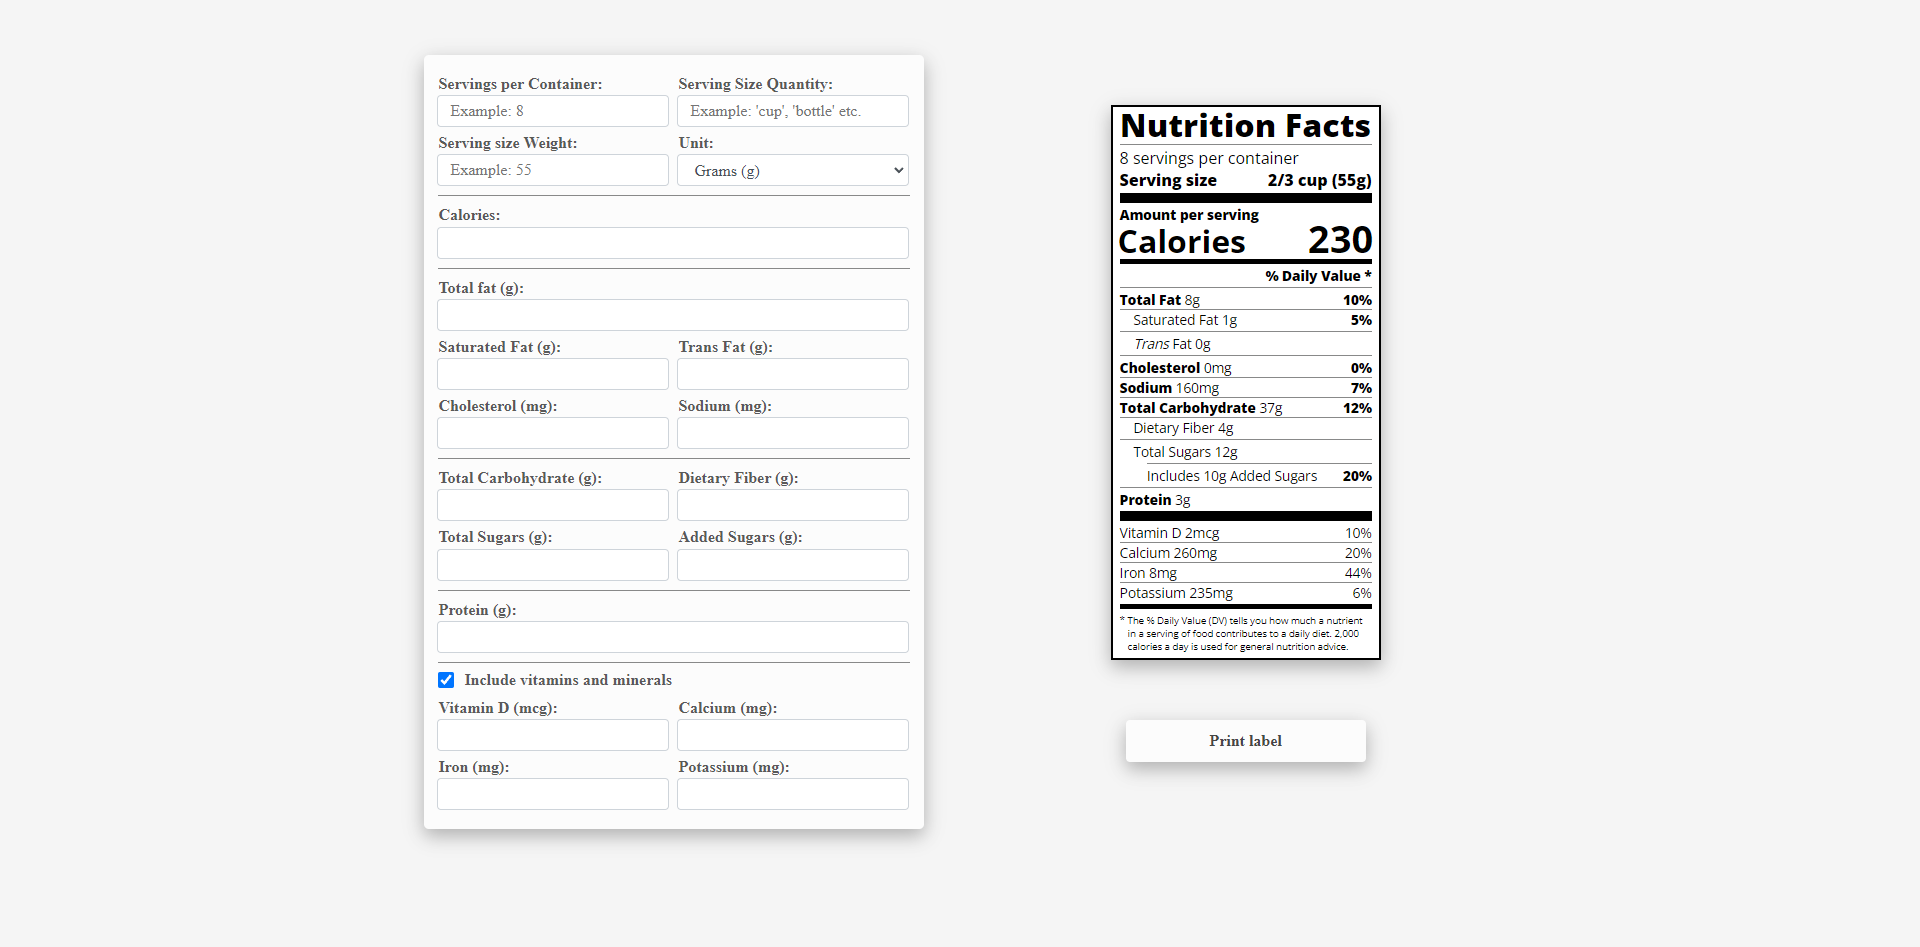 Servings per Container: Serving Size Quantity:
Example: 8 Example: 'cup', 'bottle' etc.
Serving size Weight: Unit:
Example: 55 Grams (g)
Calories:
Total fat (g):
Saturated Fat (g): Trans Fat (g):
Cholesterol (mg): Sodium (mg):
Total Carbohydrate (g): Dietary Fiber (g):
Total Sugars (g): Added Sugars (g):
Protein (g):
Include vitamins and minerals
Vitamin D (mcg): Calcium (mg):
Iron (mg): Potassium (mg):
Nutrition Facts
8 servings per container
Serving size 2/3 cup (55g)
Amount per serving
Calories 230
% Daily Value *
Total Fat 8g 10%
Saturated Fat 1g 5%
Trans Fat 0g
Cholesterol 0mg 0%
Sodium 160mg 7%
Total Carbohydrate 37g 12%
Dietary Fiber 4g
Total Sugars 12g
Includes 10g Added Sugars 20%
Protein 3g
Vitamin D 2mcg 10%
Calcium 260mg 20%
Iron 8mg 44%
Potassium 235mg 6%
* The % Daily Value (DV) tells you how much a nutrient
in a serving of food contributes to a daily diet. 2,000
calories a day is used for general nutrition advice.
Print label